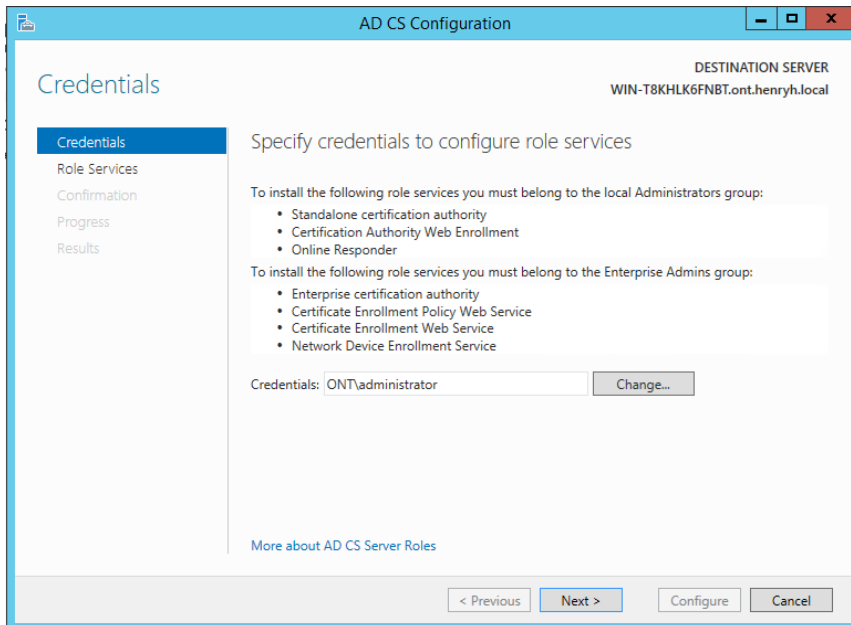 AD CS Configuration
Credentials
DESTINATION SERVER
WIN-T8KHLK6FNBT.ont.henryh.local
Credentials
Role Services
Confirmation
Progress
Results
Specify credentials to configure role services
To install the following role services you must belong to the local Administrators group:
• Standalone certification authority
• Certification Authority Web Enrollment
• Online Responder
To install the following role services you must belong to the Enterprise Admins group:
• Enterprise certification authority
• Certificate Enrollment Policy Web Service
• Certificate Enrollment Web Service
• Network Device Enrollment Service
Credentials: ONT\administrator Change...
More about AD CS Server Roles
< Previous Next > Configure Cancel